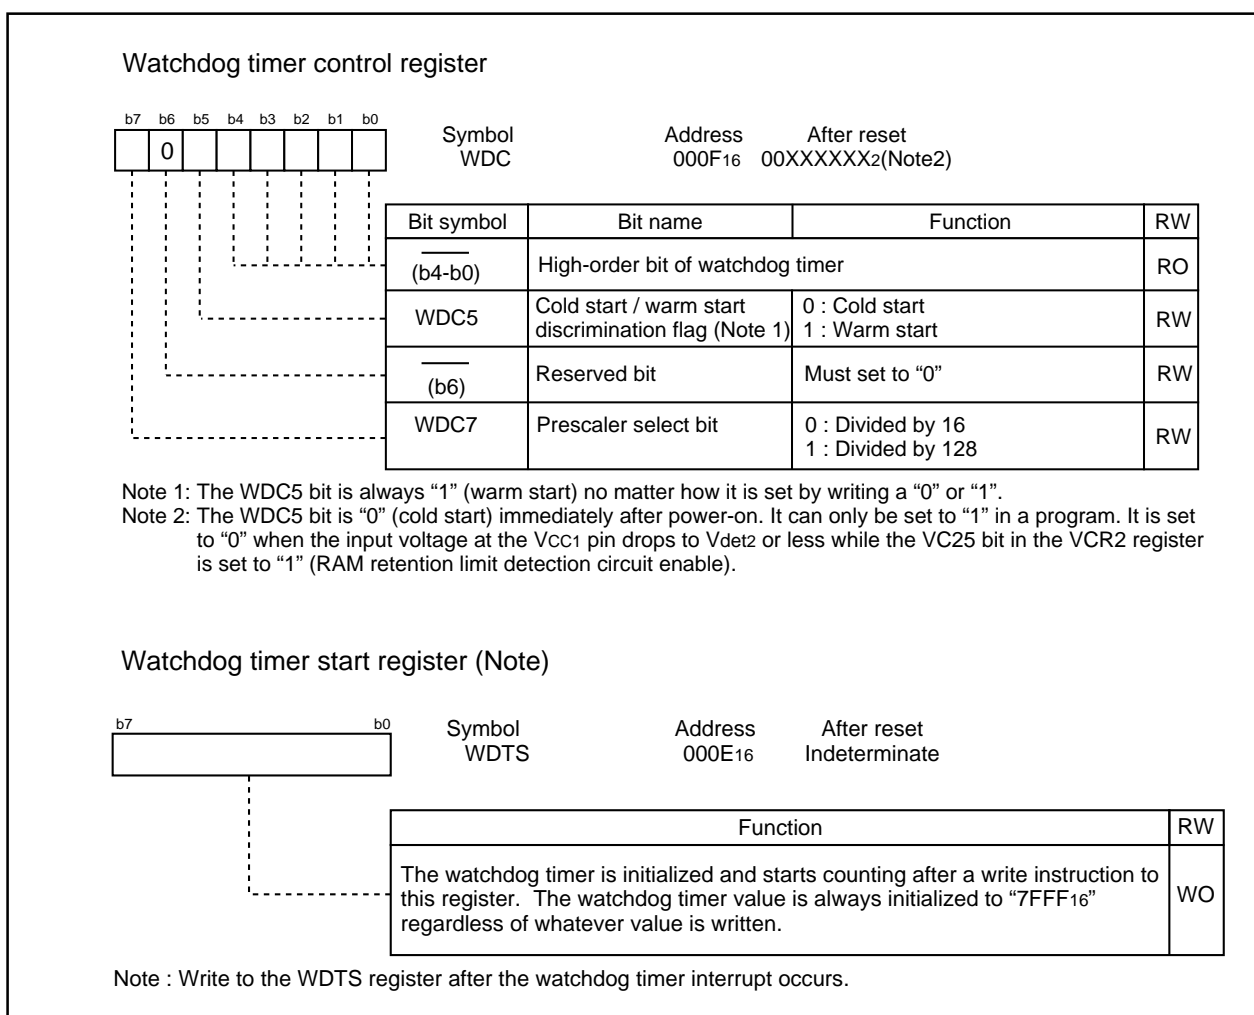 Watchdog timer control register
b7 b6 b5 b4 b3 b2 b1 b0
Symbol Address After reset
0
WDC 000F16 00XXXXXX2(Note2)
Bit symbol Bit name Function RW
(b4-b0) High-order bit of watchdog timer RO
WDC5 Cold start / warm start discrimination flag (Note 1) 0 : Cold start 1 : Warm start RW
(b6) Reserved bit Must set to “0” RW
WDC7 Prescaler select bit 0 : Divided by 16 1 : Divided by 128 RW
Note 1: The WDC5 bit is always “1” (warm start) no matter how it is set by writing a “0” or “1”.
Note 2: The WDC5 bit is “0” (cold start) immediately after power-on. It can only be set to “1” in a program. It is set
to “0” when the input voltage at the VCC1 pin drops to Vdet2 or less while the VC25 bit in the VCR2 register
is set to “1” (RAM retention limit detection circuit enable).
Watchdog timer start register (Note)
b7 b0
Symbol Address After reset
WDTS 000E16 Indeterminate
Function RW
The watchdog timer is initialized and starts counting after a write instruction to
this register. The watchdog timer value is always initialized to “7FFF16”
regardless of whatever value is written.
WO
Note : Write to the WDTS register after the watchdog timer interrupt occurs.